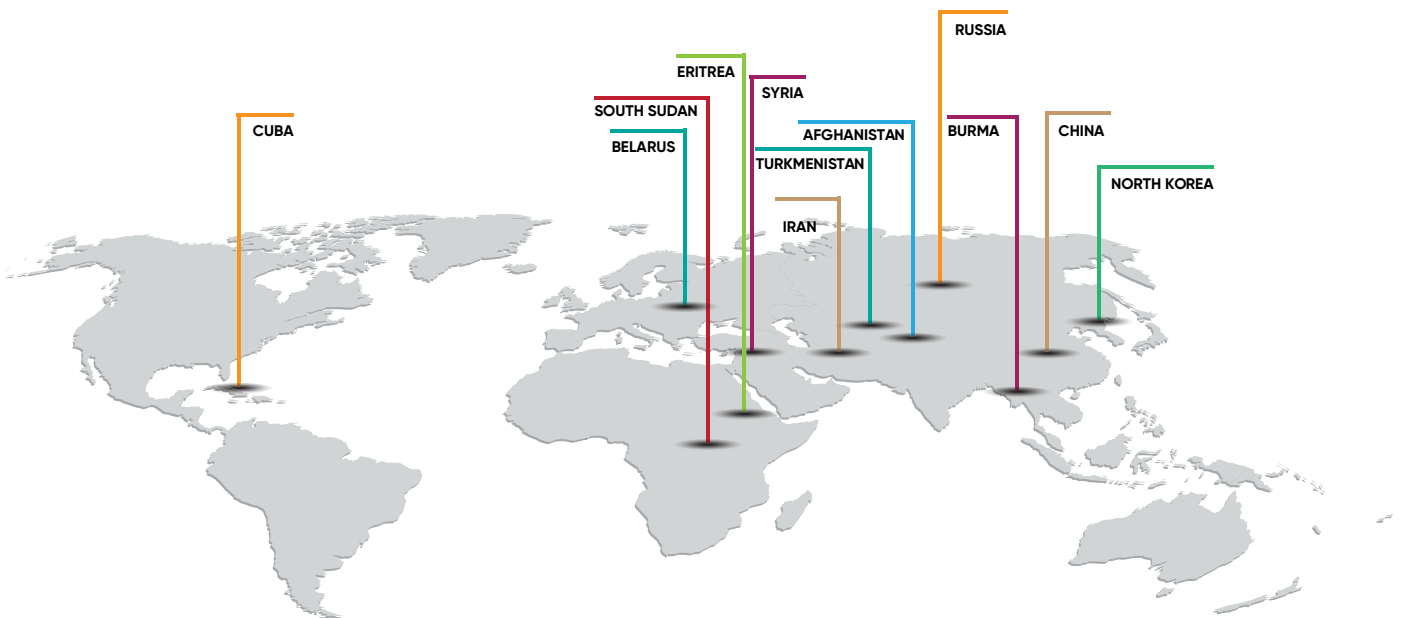 RUSSIA
ERITREA
SYRIA
SOUTH SUDAN
CUBA
AFGHANISTAN
BURMA
CHINA
BELARUS
TURKMENISTAN
NORTH KOREA
IRAN